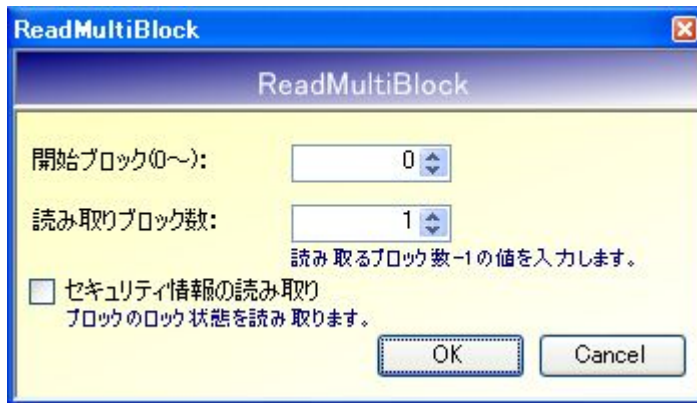 ReadMultiBlock
ReadMultiBlock
開始ブロック(0～): 0
読み取りブロック数: 1
読み取るブロック数-1の値を入力します。
セキュリティ情報の読み取り
ブロックのロック状態を読み取ります。
OK Cancel